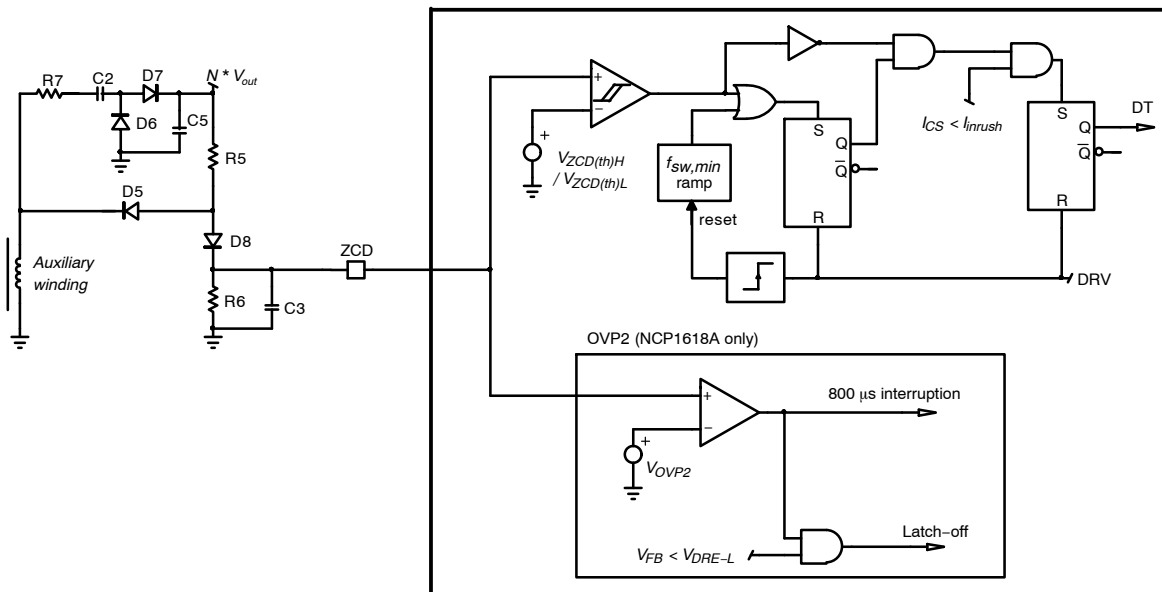 R7
C2
D7
N * Vout
D6
C5
R5
D5
D8
Auxiliary
winding
R6
C3
ZCD
+
−
+
VZCD(th)H
/ VZCD(th)L
fsw,min
ramp
reset
S
Q
Q
R
ICS < Iinrush
S
Q
Q
R
DT
DRV
OVP2 (NCP1618A only)
+
−
+
VOVP2
800 μs interruption
VFB < VDRE−L
Latch−off